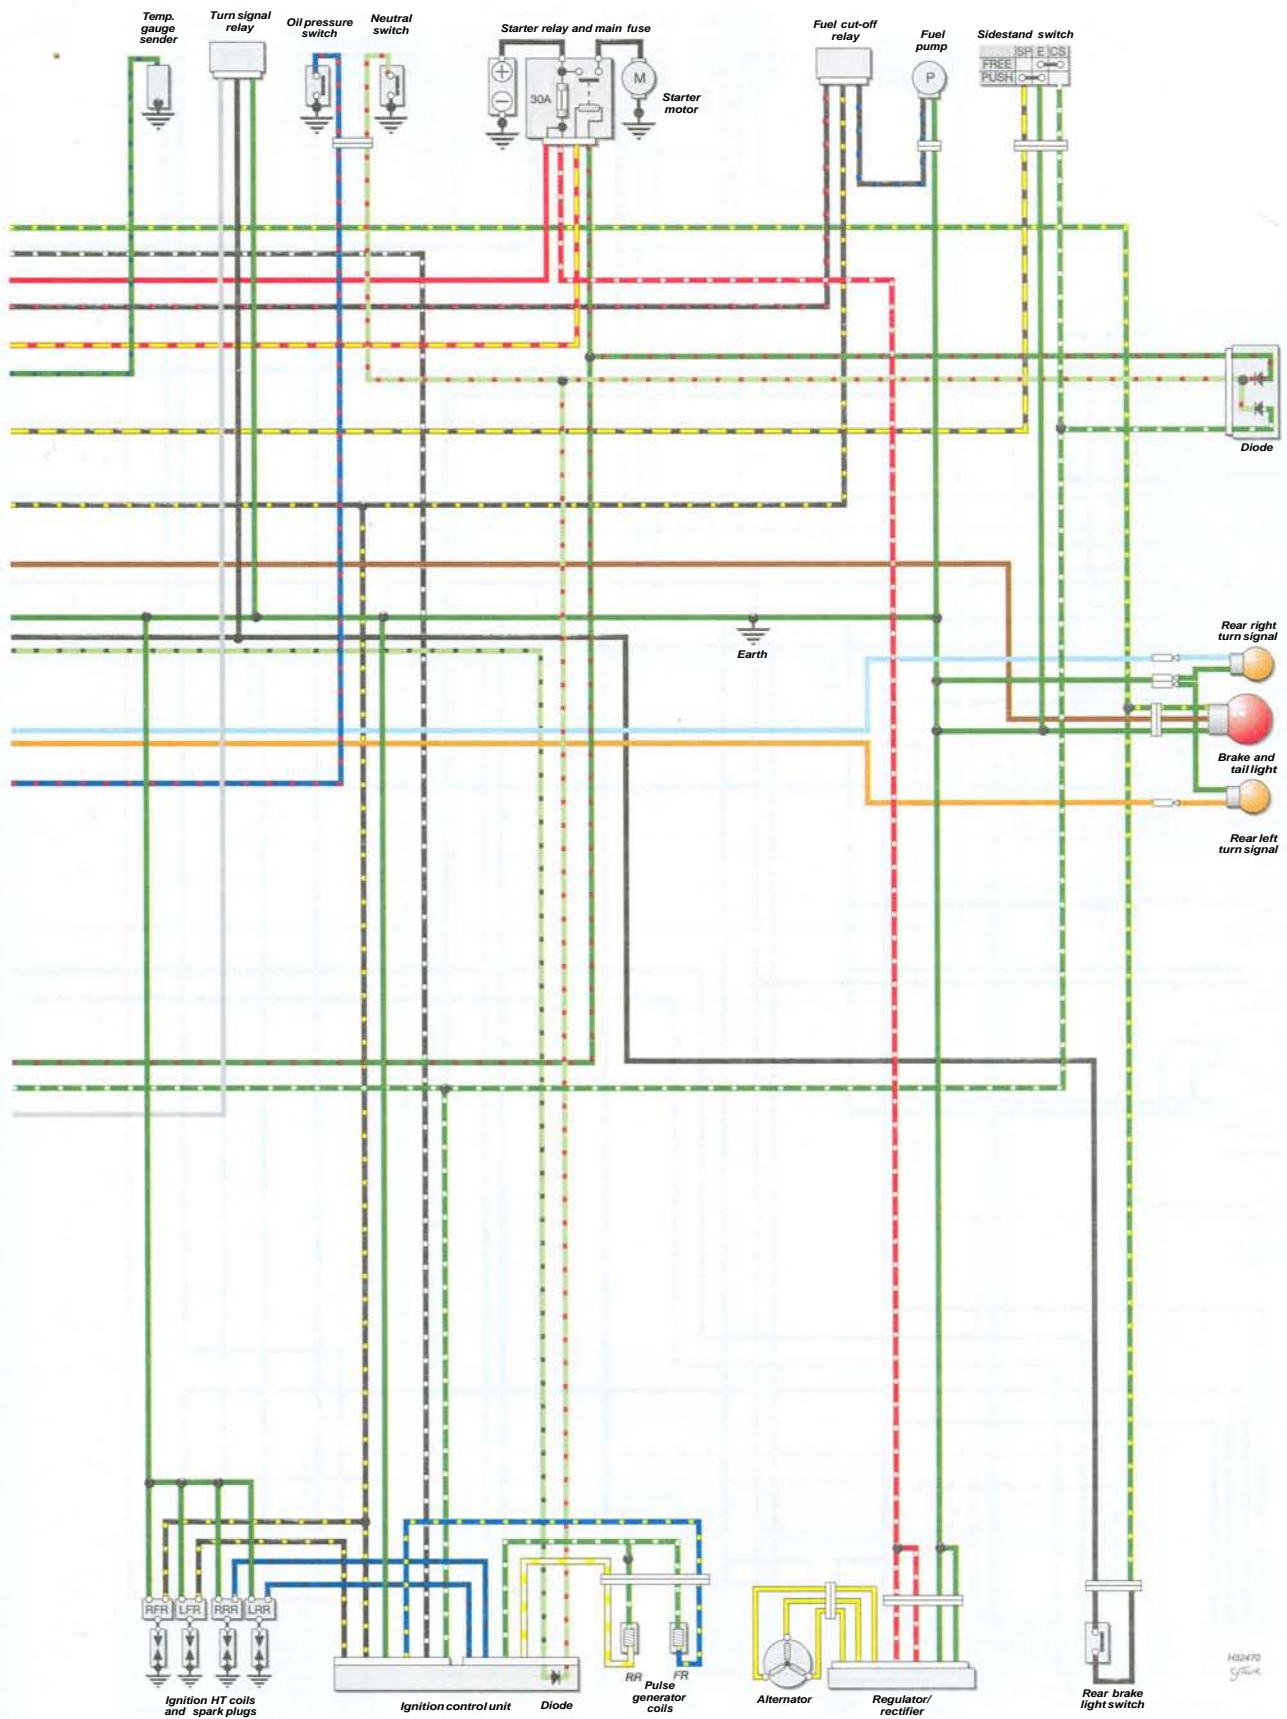 Temp.
gauge
sender
Turn signal
relay
Oil pressure
switch
Neutral
switch
Starter relay and main fuse
30A
M
Starter
motor
Fuel cut-off
relay
Fuel
pump
P
Sidestand switch
SP E CS
FREE
PUSH
Diode
Earth
Rear right
turn signal
Brake and
tail light
Rear left
turn signal
RFR LFR RRR LRR
Ignition HT coils
and spark plugs
Ignition control unit
Diode
RR
FR
Pulse
generator
coils
Alternator
Regulator/
rectifier
Rear brake
light switch
H32470